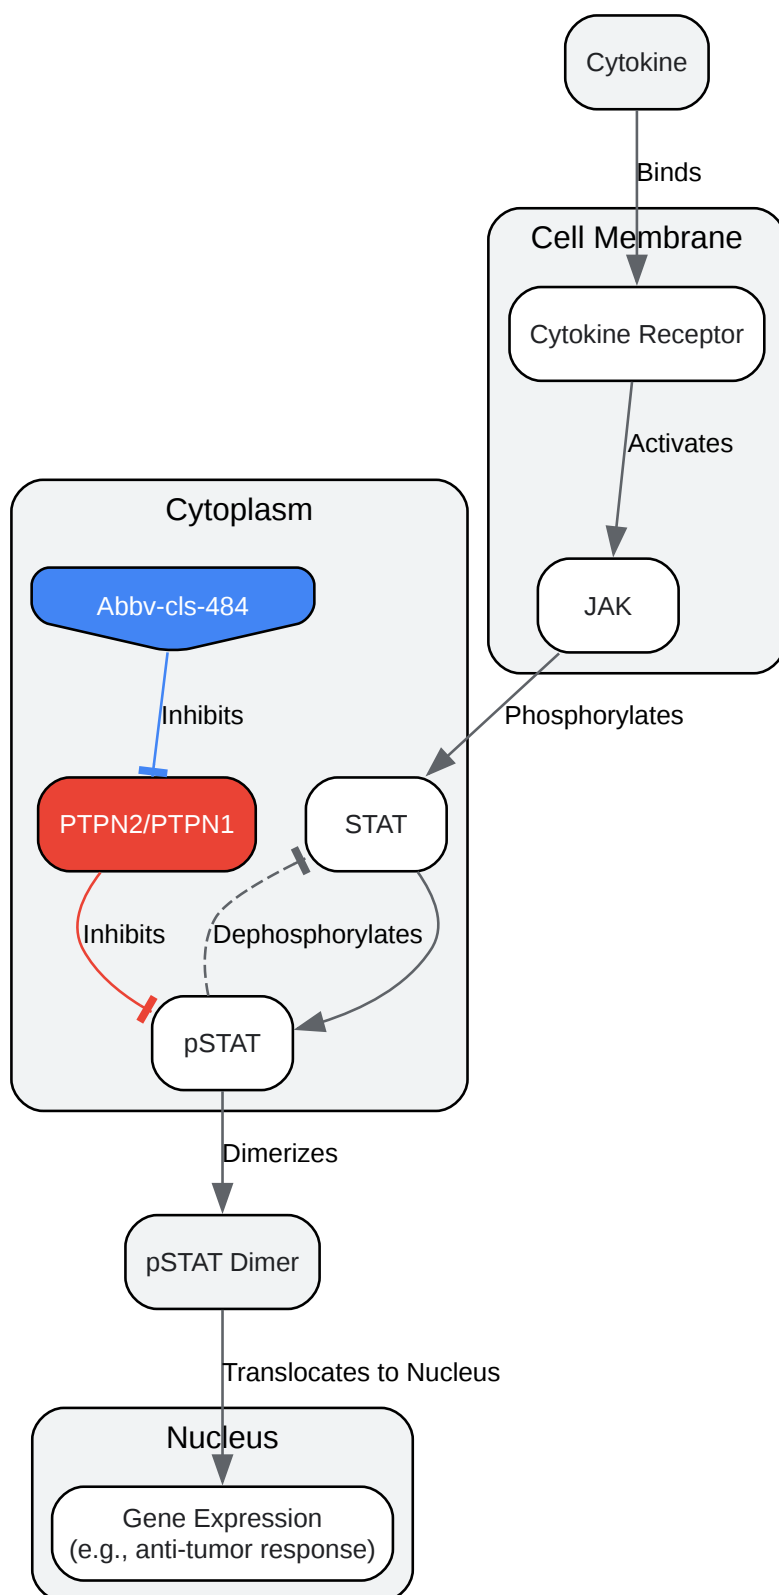 Cytokine
Binds
Cell Membrane
Cytokine Receptor
Activates
JAK
Phosphorylates
Cytoplasm
Abbv-cls-484
Inhibits
PTPN2/PTPN1
STAT
Inhibits
Dephosphorylates
pSTAT
Dimerizes
pSTAT Dimer
Translocates to Nucleus
Nucleus
Gene Expression
(e.g., anti-tumor response)